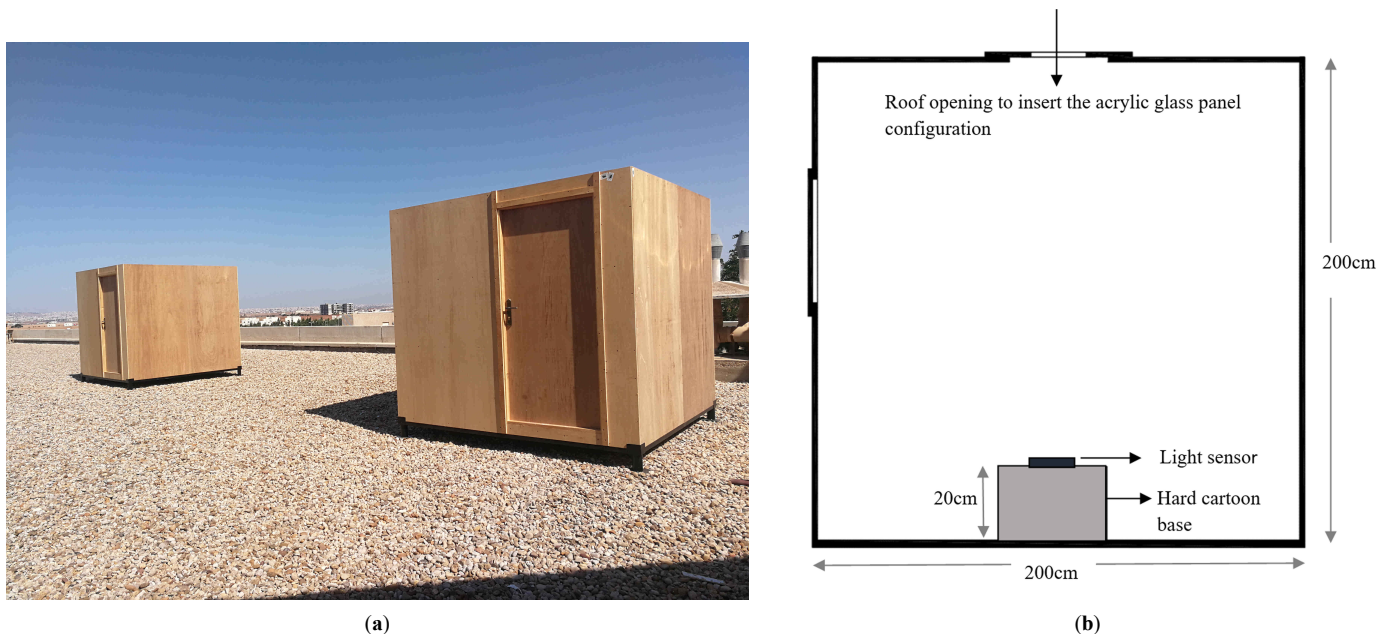 Roof opening to insert the acrylic glass panel
configuration
200cm
Light sensor
20cm
Hard cartoon
base
200cm
(a)
(b)